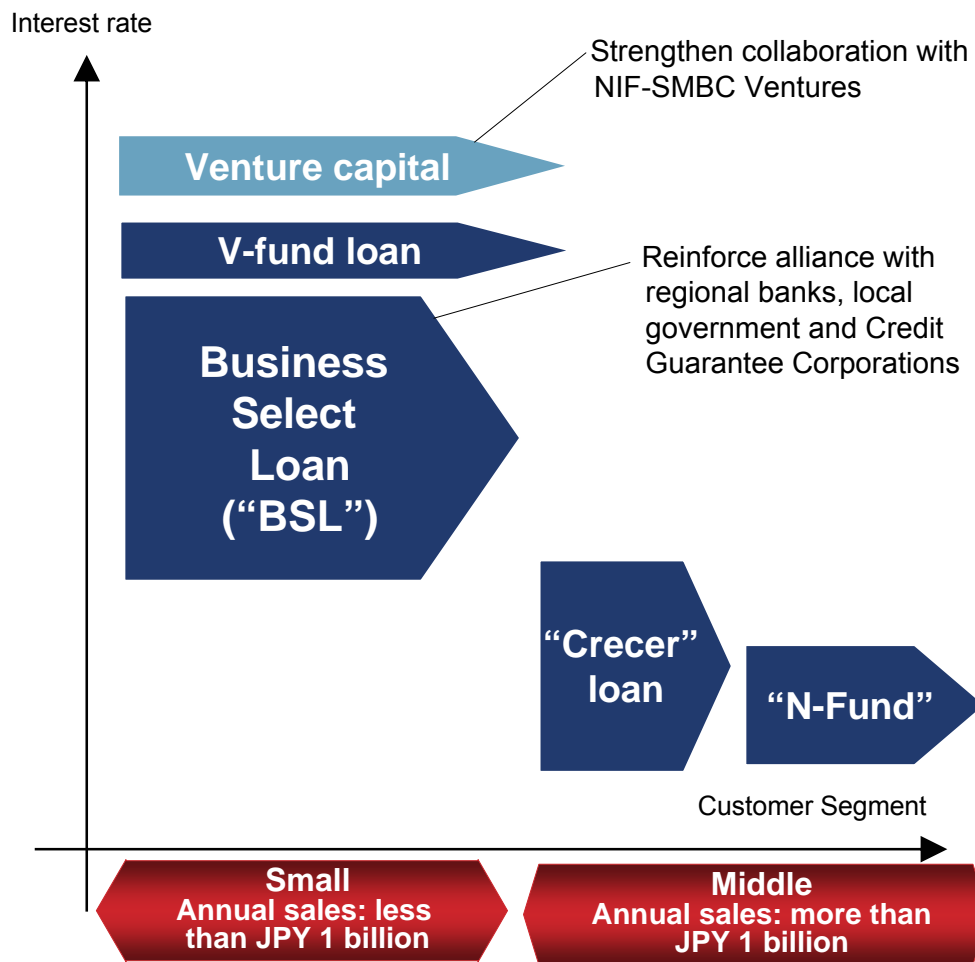 Interest rate
Strengthen collaboration with
NIF-SMBC Ventures
Venture capital
V-fund loan
Reinforce alliance with
regional banks, local
government and Credit
Guarantee Corporations
Business
Select
Loan
(“BSL”)
“Crecer”
loan
“N-Fund”
Customer Segment
Small
Annual sales: less
than JPY 1 billion
Middle
Annual sales: more than
JPY 1 billion